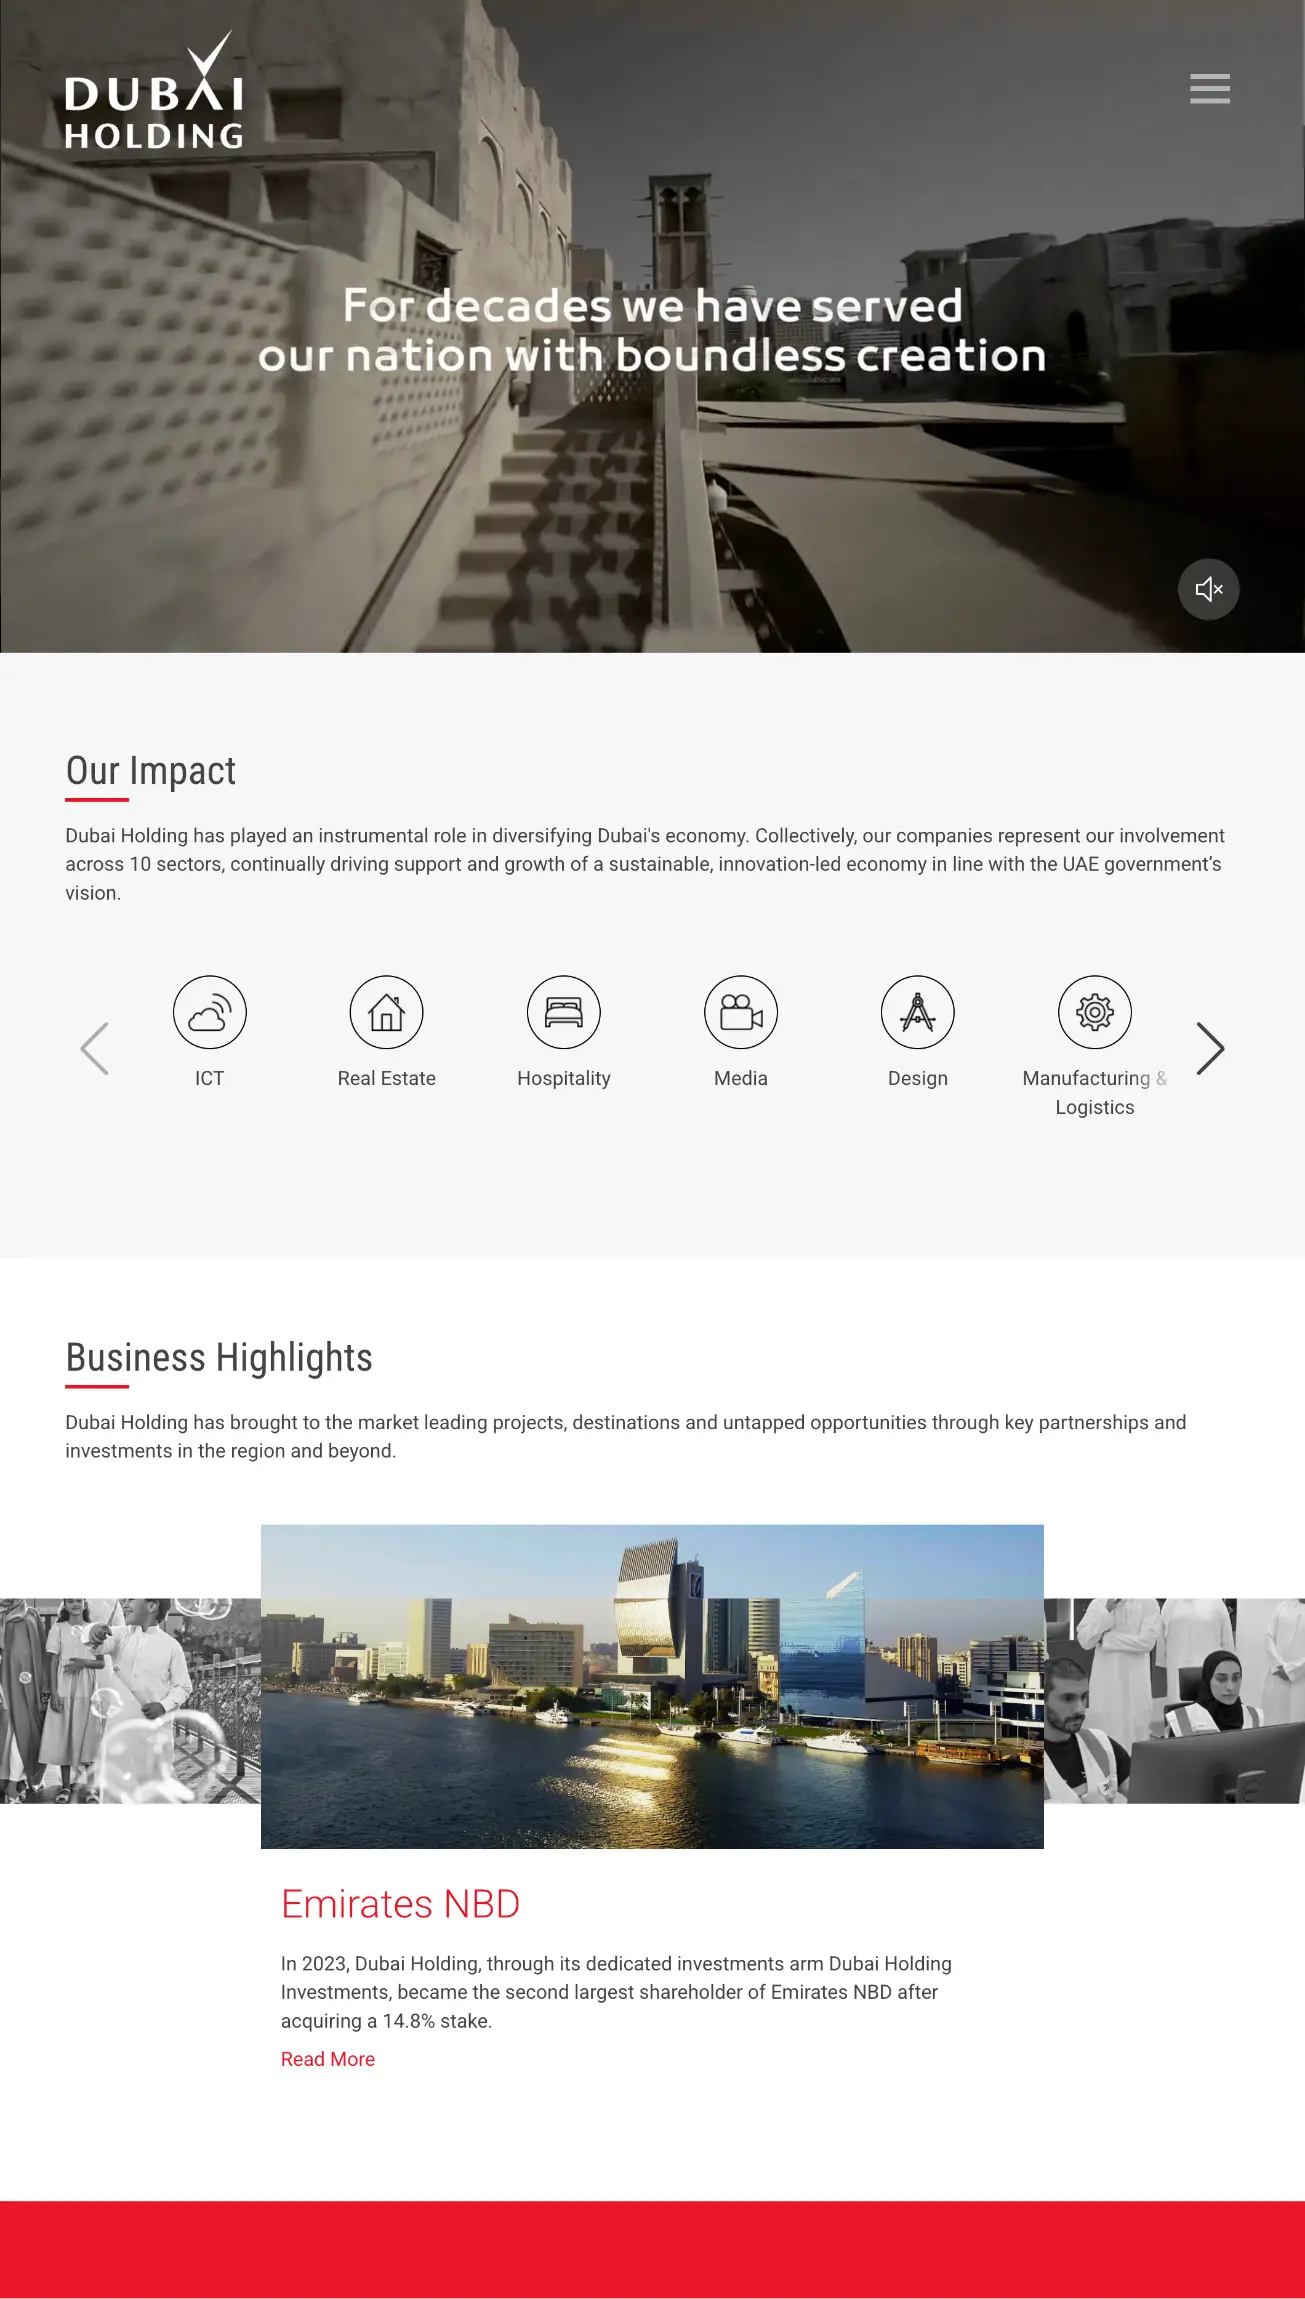 DUBAI
HOLDING
For decades we have served
our nation with boundless creation
Our Impact
Dubai Holding has played an instrumental role in diversifying Dubai's economy. Collectively, our companies represent our involvement
across 10 sectors, continually driving support and growth of a sustainable, innovation-led economy in line with the UAE government’s
vision.
ICT
Real Estate
Hospitality
Media
Design
Manufacturing &
Logistics
Business Highlights
Dubai Holding has brought to the market leading projects, destinations and untapped opportunities through key partnerships and
investments in the region and beyond.
Emirates NBD
In 2023, Dubai Holding, through its dedicated investments arm Dubai Holding
Investments, became the second largest shareholder of Emirates NBD after
acquiring a 14.8% stake.
Read More